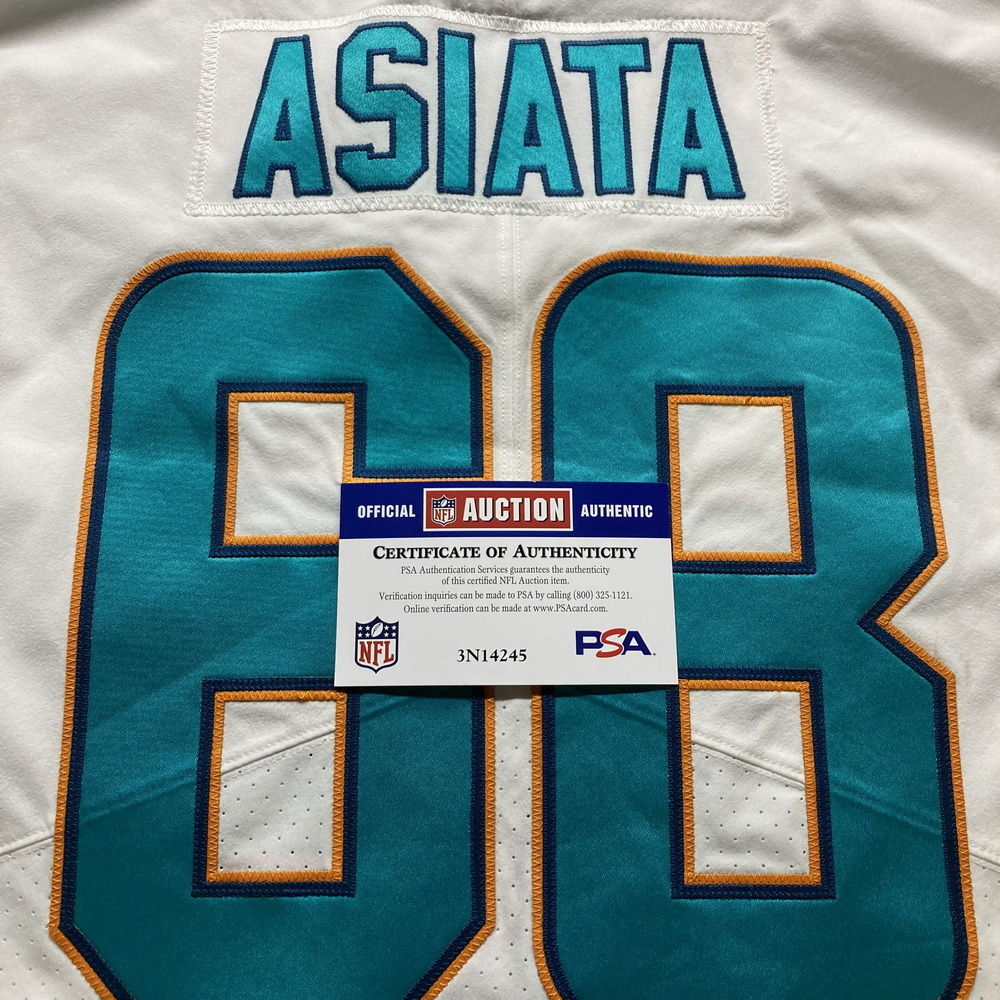 ASIATA
68
OFFICIAL NFL AUCTION AUTHENTIC
CERTIFICATE OF AUTHENTICITY
PSA Authentication Services guarantees the authenticity
of this certified NFL Auction item.
Verification inquiries can be made to PSA by calling (800) 325-1121.
Online verification can be made at www.PSAcard.com.
NFL 3N14245 PSA